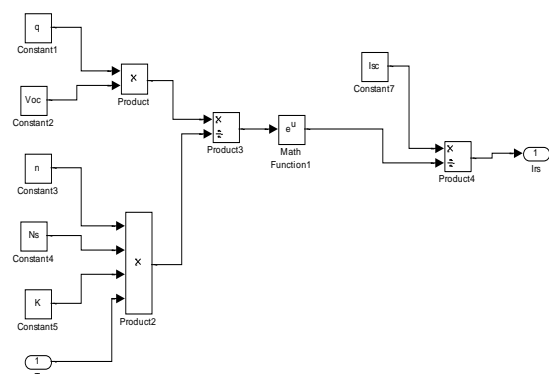 q
Constant1
Voc
Constant2
×
Product
Isc
Constant7
×
÷
Product3
e^u
Math
Function1
×
÷
Product4
1
Irs
n
Constant3
Ns
Constant4
K
Constant5
×
Product2
1